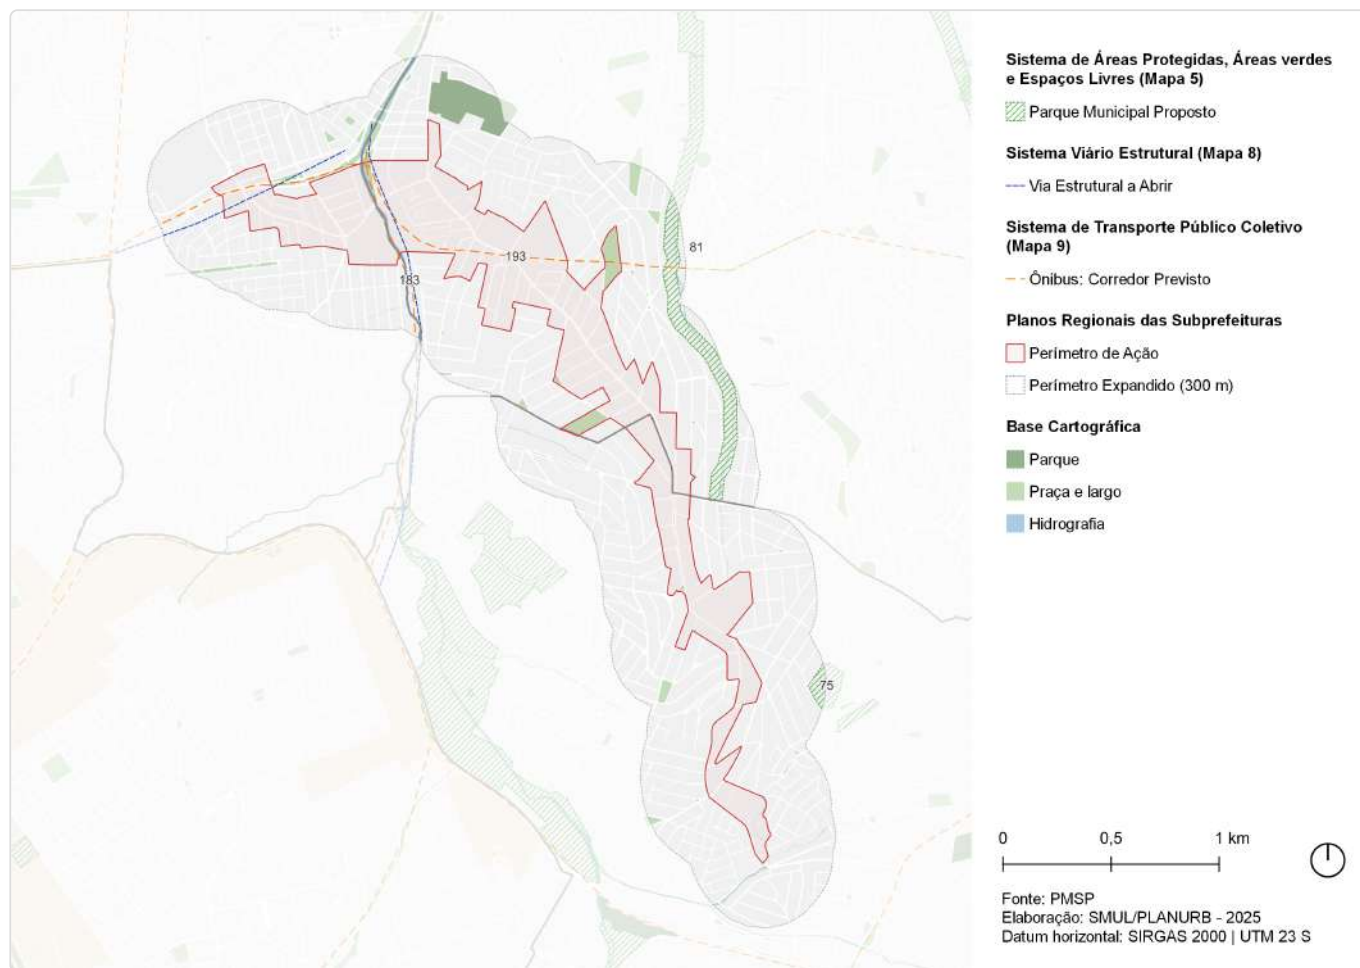 Sistema de Áreas Protegidas, Áreas verdes
e Espaços Livres (Mapa 5)
Parque Municipal Proposto
Sistema Viário Estrutural (Mapa 8)
Via Estrutural a Abrir
Sistema de Transporte Público Coletivo
(Mapa 9)
Ônibus: Corredor Previsto
Planos Regionais das Subprefeituras
Perímetro de Ação
Perímetro Expandido (300 m)
Base Cartográfica
Parque
Praça e largo
Hidrografia
81
193
183
75
0 0,5 1 km
Fonte: PMSP
Elaboração: SMUL/PLANURB - 2025
Datum horizontal: SIRGAS 2000 | UTM 23 S